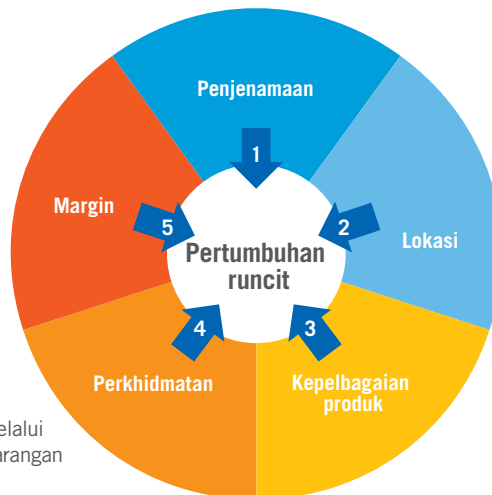 Penjenamaan
1
Margin
5
2
Lokasi
Pertumbuhan
runcit
4
3
Perkhidmatan
Kepelbagaian
produk
elalui
arangan